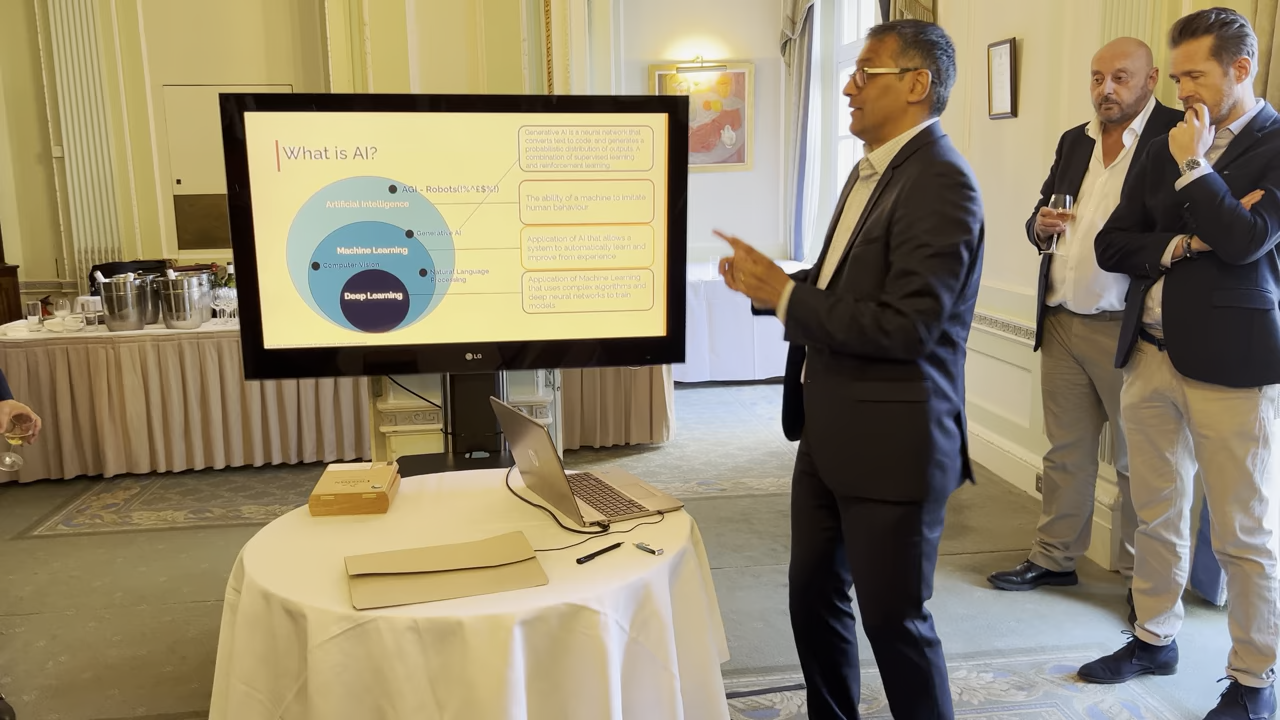 What is AI?
Generative AI is a neural network that
converts text to code, and generates a
probabilistic distribution of outputs. A
combination of supervised learning
and reinforcement learning.
AGI - Robots(!%^£$%!)
Artificial Intelligence
The ability of a machine to imitate
human behaviour
Generative AI
Machine Learning
Application of AI that allows a
system to automatically learn and
improve from experience
Computer Vision
Natural Language
Processing
Deep Learning
Application of Machine Learning
that uses complex algorithms and
deep neural networks to train
models
LG